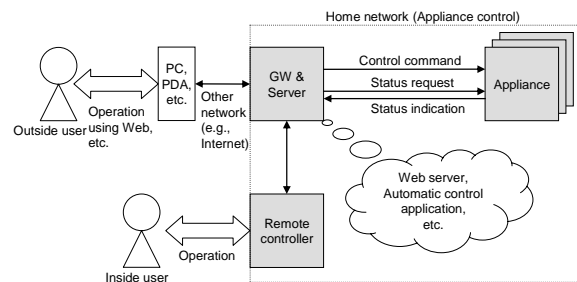 Home network (Appliance control)
PC,
PDA,
etc.
GW &
Server
Control command
Status request
Status indication
Appliance
Outside user
Operation
using Web,
etc.
Other
network
(e.g.,
Internet)
Web server,
Automatic control
application,
etc.
Remote
controller
Operation
Inside user